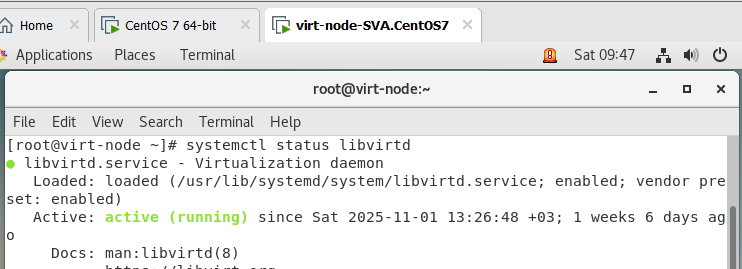 Home
CentOS 7 64-bit
virt-node-SVA.CentOS7
Applications Places Terminal
Sat 09:47
root@virt-node:~
File Edit View Search Terminal Help
[root@virt-node ~]# systemctl status libvirtd
● libvirtd.service - Virtualization daemon
   Loaded: loaded (/usr/lib/systemd/system/libvirtd.service; enabled; vendor pre
set: enabled)
   Active: active (running) since Sat 2025-11-01 13:26:48 +03; 1 weeks 6 days ag
o
     Docs: man:libvirtd(8)
           https://libvirt.org